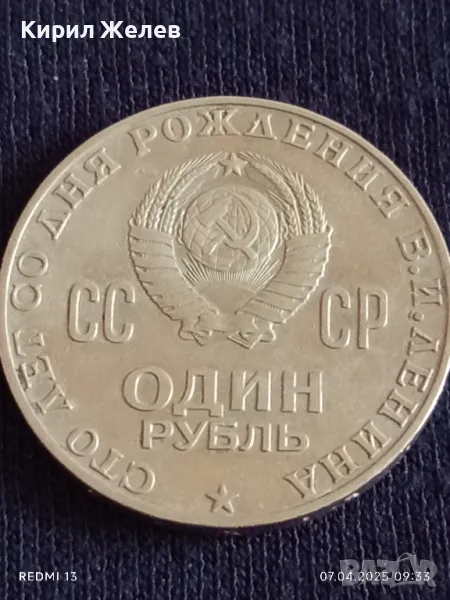 Кирил Желев
СТО ЛЕТ СО ДНЯ РОЖДЕНИЯ В.И.ЛЕНИНА
СС СР
ОДИН
РУБЛЬ
REDMI 13
07.04.2025 09:33
BAZAR